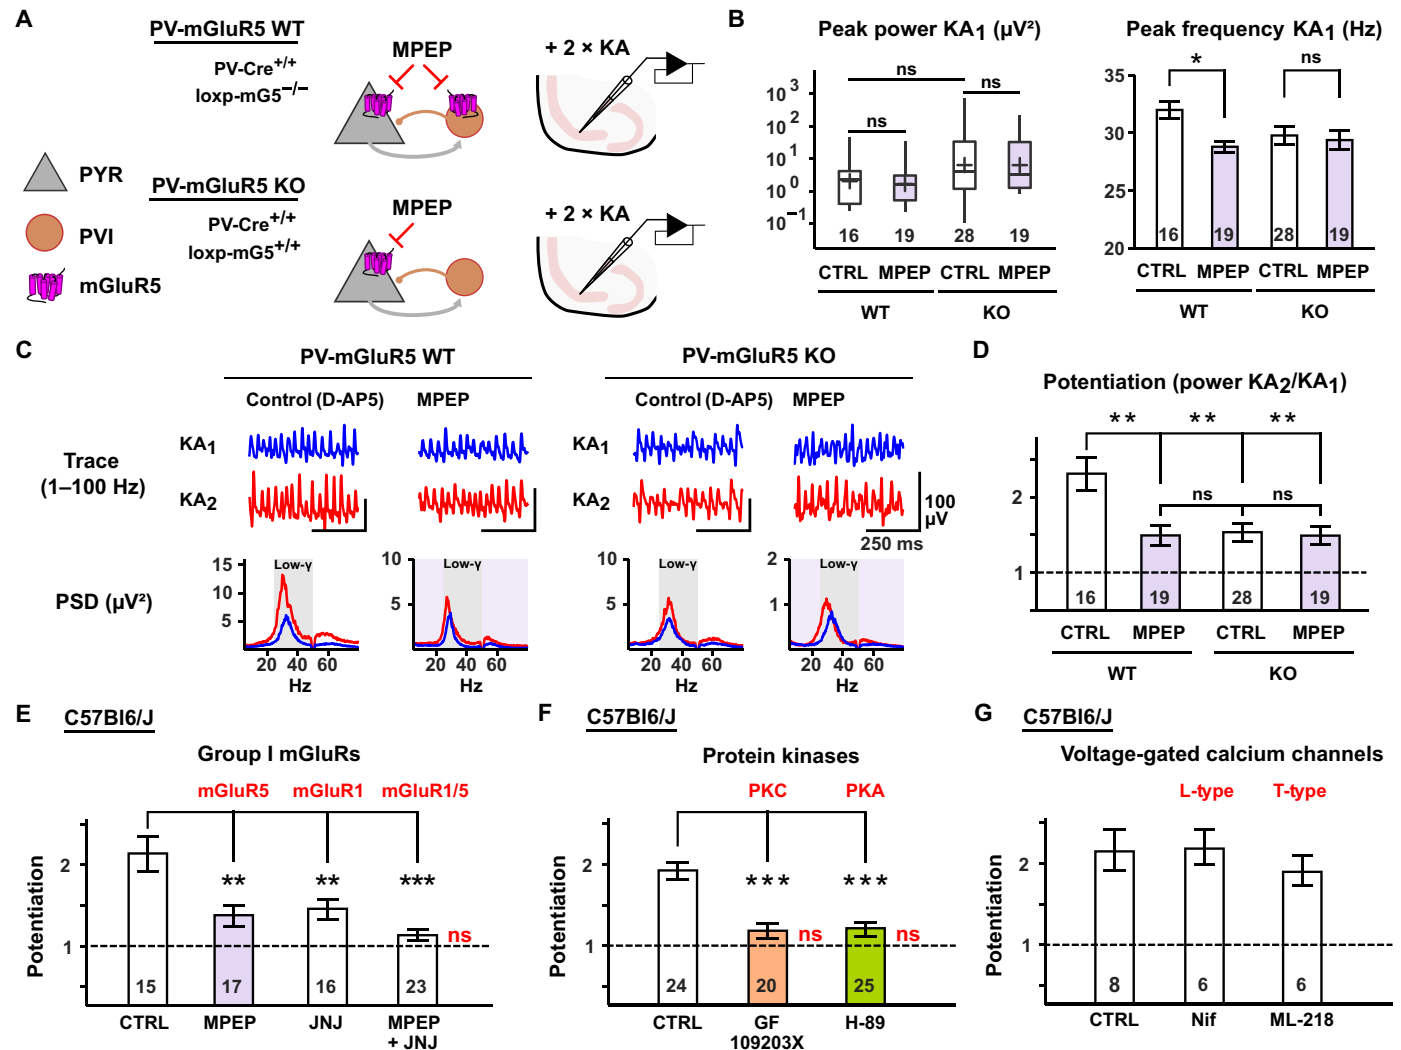 A
PV-mGluR5 WT
PV-Cre+/+
loxp-mG5−/−
MPEP
+ 2 × KA
PYR
PVI
mGluR5
PV-mGluR5 KO
PV-Cre+/+
loxp-mG5+/+
MPEP
+ 2 × KA
B
Peak power KA1 (µV²)
ns
ns
ns
10 3
10 2
10 1
10 0
10 −1
16 19 28 19
CTRL MPEP CTRL MPEP
WT KO
Peak frequency KA1 (Hz)
* ns
35
30
25
20
16 19 28 19
CTRL MPEP CTRL MPEP
WT KO
C
PV-mGluR5 WT PV-mGluR5 KO
Control (D-AP5) MPEP Control (D-AP5) MPEP
Trace
(1–100 Hz)
KA1 KA1
KA2 KA2
100
µV
250 ms
PSD (µV²)
15
10
5
Low-γ
20 40 60
Hz
10
5
Low-γ
20 40 60
Hz
10
5
Low-γ
20 40 60
Hz
2
1
Low-γ
20 40 60
Hz
D
Potentiation (power KA2/KA1)
** ** **
ns ns
2
1
16 19 28 19
CTRL MPEP CTRL MPEP
WT KO
E
C57Bl6/J
Group I mGluRs
mGluR5 mGluR1 mGluR1/5
Potentiation
2
1
** ** ***
ns
15 17 16 23
CTRL MPEP JNJ MPEP
+ JNJ
F
C57Bl6/J
Protein kinases
PKC PKA
2
1
*** ***
ns ns
Potentiation
24 20 25
CTRL GF H-89
109203X
G
C57Bl6/J
Voltage-gated calcium channels
L-type T-type
Potentiation
2
1
8 6 6
CTRL Nif ML-218